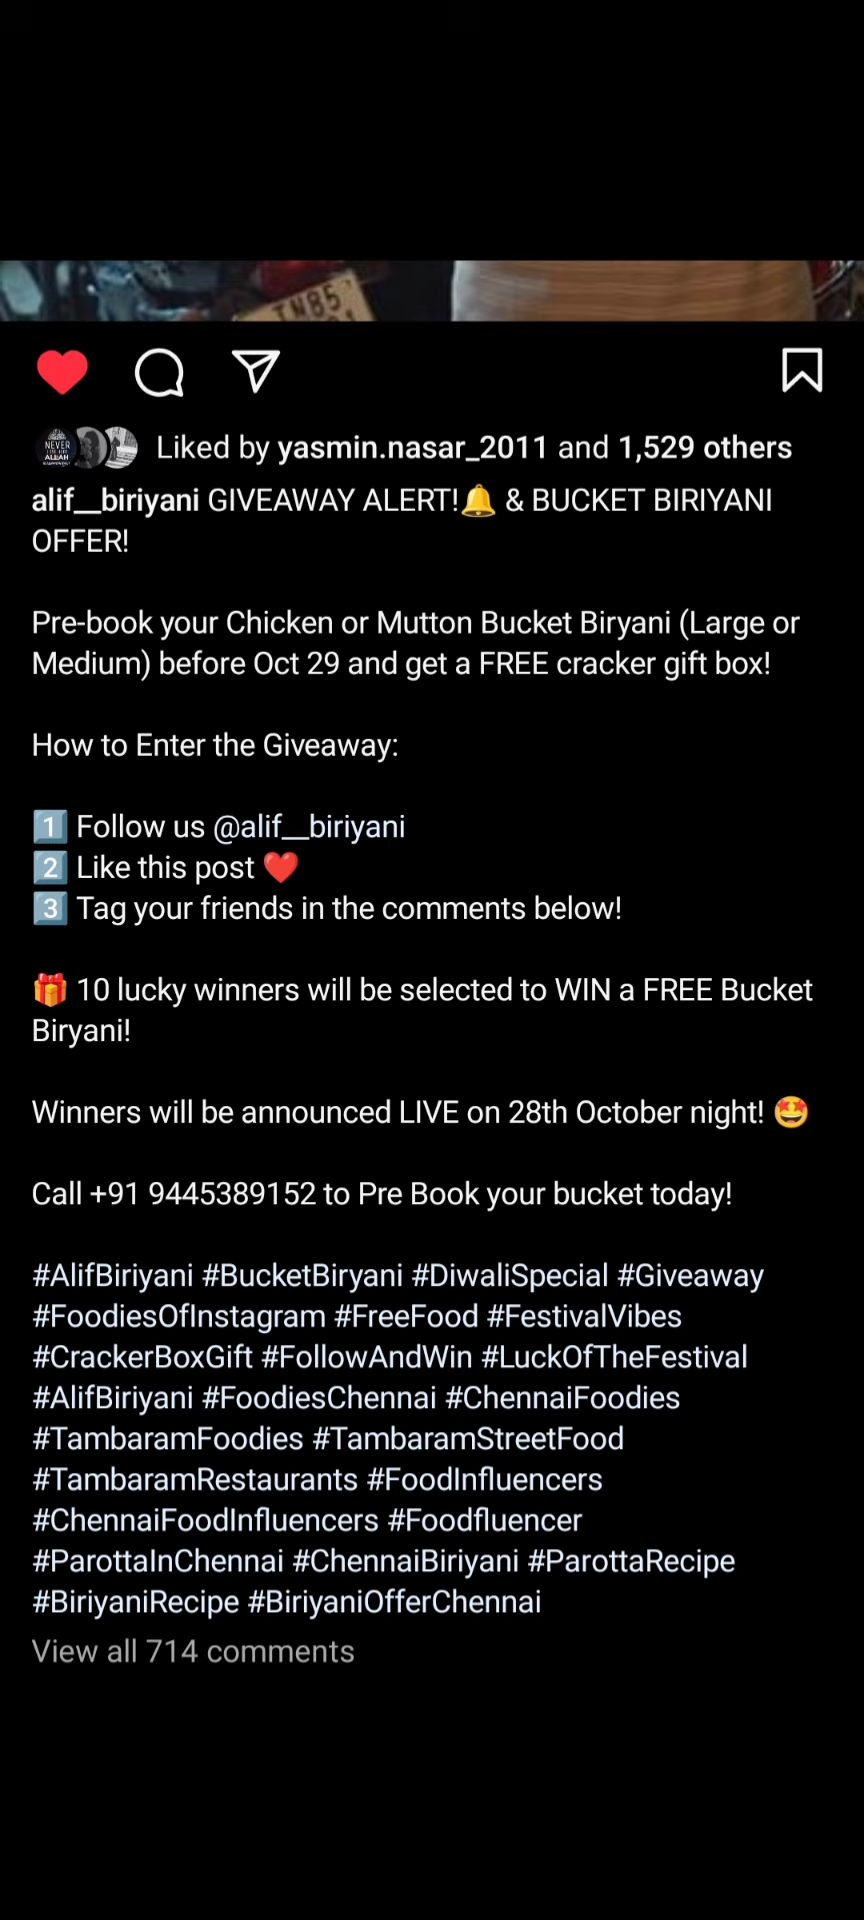 TN85
NEVER
ALLAH
Liked by yasmin.nasar_2011 and 1,529 others
alif__biriyani GIVEAWAY ALERT!🔔 & BUCKET BIRIYANI
OFFER!
Pre-book your Chicken or Mutton Bucket Biryani (Large or
Medium) before Oct 29 and get a FREE cracker gift box!
How to Enter the Giveaway:
1️⃣ Follow us @alif__biriyani
2️⃣ Like this post ❤️
3️⃣ Tag your friends in the comments below!
🎁 10 lucky winners will be selected to WIN a FREE Bucket
Biryani!
Winners will be announced LIVE on 28th October night! 🤩
Call +91 9445389152 to Pre Book your bucket today!
#AlifBiriyani #BucketBiryani #DiwaliSpecial #Giveaway
#FoodiesOfInstagram #FreeFood #FestivalVibes
#CrackerBoxGift #FollowAndWin #LuckOfTheFestival
#AlifBiriyani #FoodiesChennai #ChennaiFoodies
#TambaramFoodies #TambaramStreetFood
#TambaramRestaurants #FoodInfluencers
#ChennaiFoodInfluencers #Foodfluencer
#ParottaInChennai #ChennaiBiriyani #ParottaRecipe
#BiriyaniRecipe #BiriyaniOfferChennai
View all 714 comments